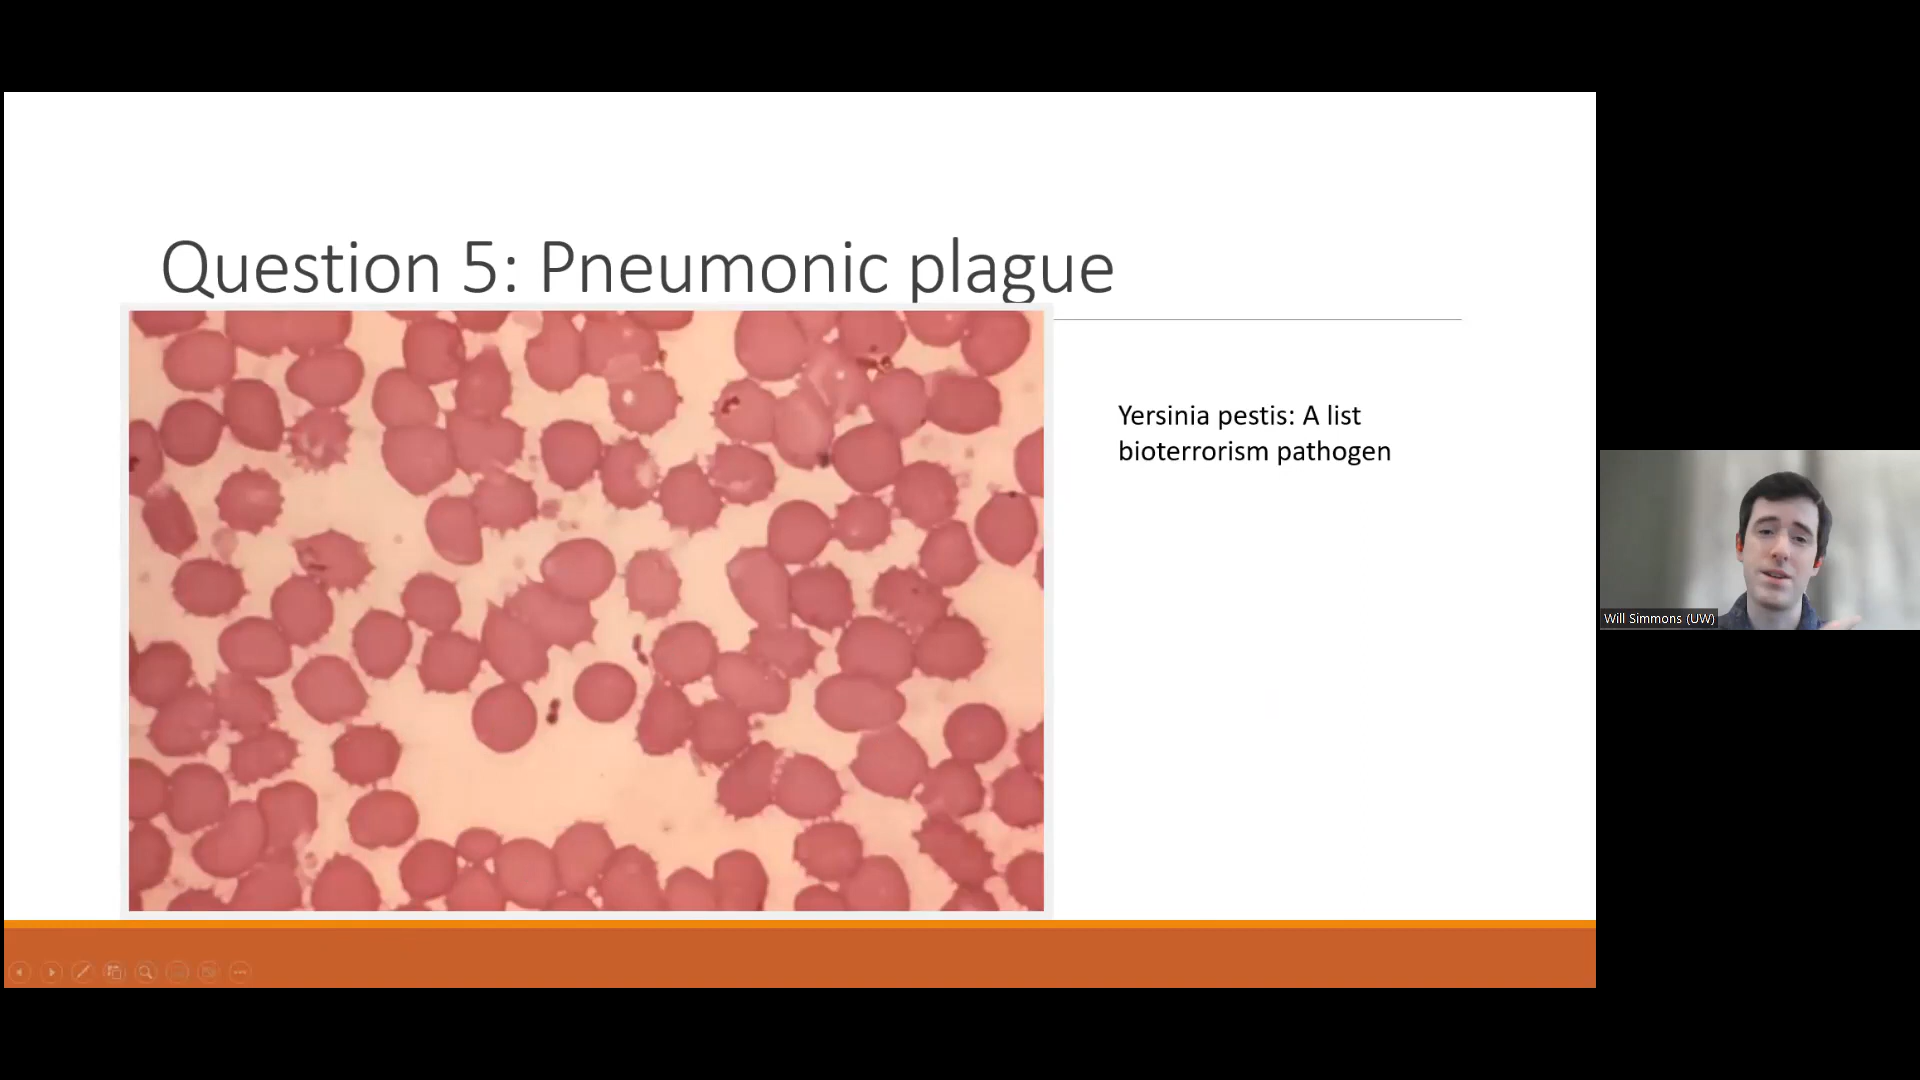 Question 5: Pneumonic plague
Yersinia pestis: A list
bioterrorism pathogen
Will Simmons (UW)